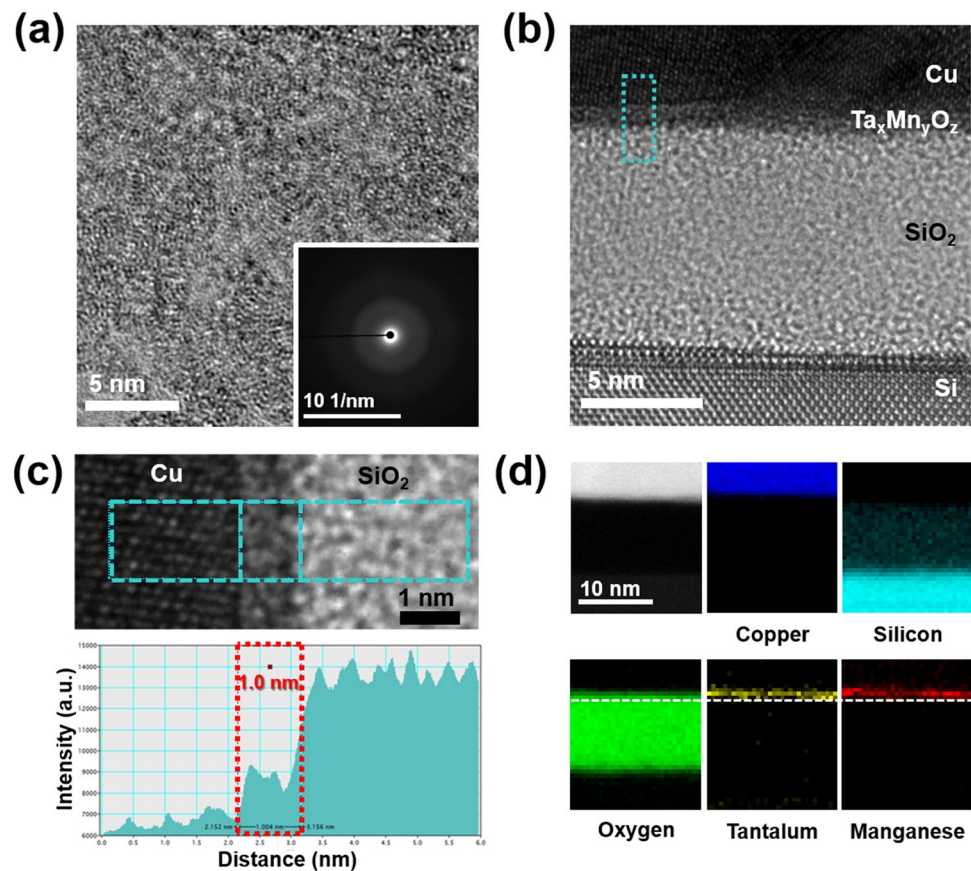 (a)
5 nm
10 1/nm
(b)
Cu
TaxMnyOz
SiO2
Si
5 nm
(c)
Cu
SiO2
1 nm
Intensity (a.u.)
15000
14000
13000
12000
11000
10000
9000
8000
7000
6000
1.0 nm
2.152 nm
1.004 nm
3.156 nm
0.0 0.5 1.0 1.5 2.0 2.5 3.0 3.5 4.0 4.5 5.0 5.5 6.0
Distance (nm)
(d)
10 nm
Copper
Silicon
Oxygen
Tantalum
Manganese